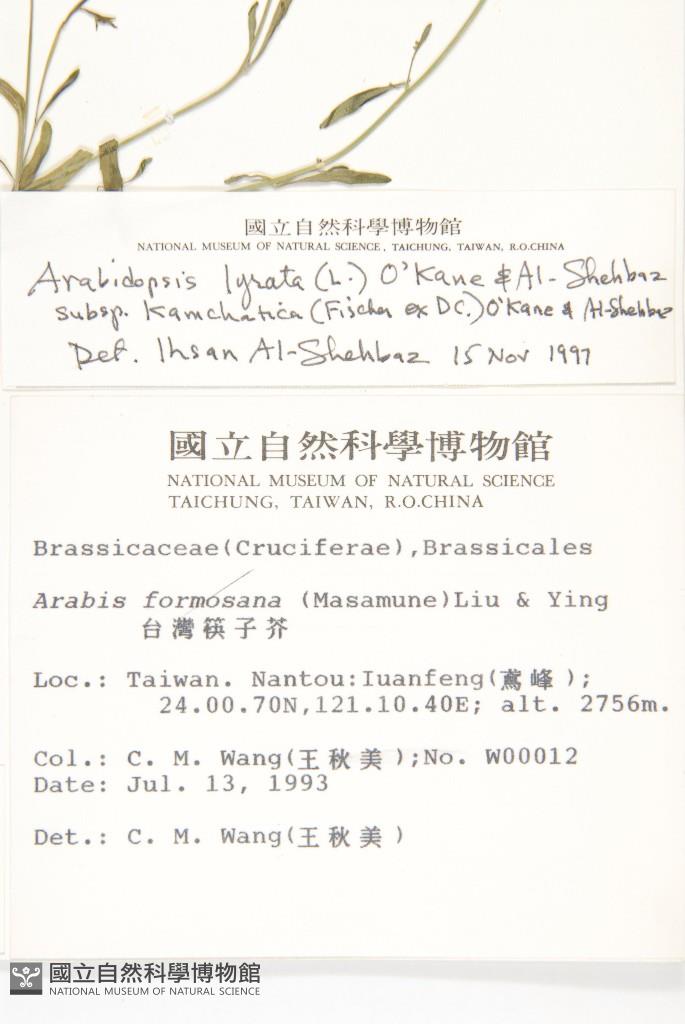 國立自然科學博物館
NATIONAL MUSEUM OF NATURAL SCIENCE, TAICHUNG, TAIWAN, R.O.CHINA
Arabidopsis lyrata (L.) O'Kane & Al-Shehbaz
subsp. Kamchatica (Fischer ex DC.) O'Kane & Al-Shehbaz
Det. Ihsan Al-Shehbaz 15 Nov 1997
國立自然科學博物館
NATIONAL MUSEUM OF NATURAL SCIENCE
TAICHUNG, TAIWAN, R.O.CHINA
Brassicaceae(Cruciferae),Brassicales
Arabis formosana (Masamune)Liu & Ying
台灣筷子芥
Loc.: Taiwan. Nantou:Iuanfeng(鳶峰);
24.00.70N,121.10.40E; alt. 2756m.
Col.: C. M. Wang(王秋美);No. W00012
Date: Jul. 13, 1993
Det.: C. M. Wang(王秋美)
國立自然科學博物館
NATIONAL MUSEUM OF NATURAL SCIENCE